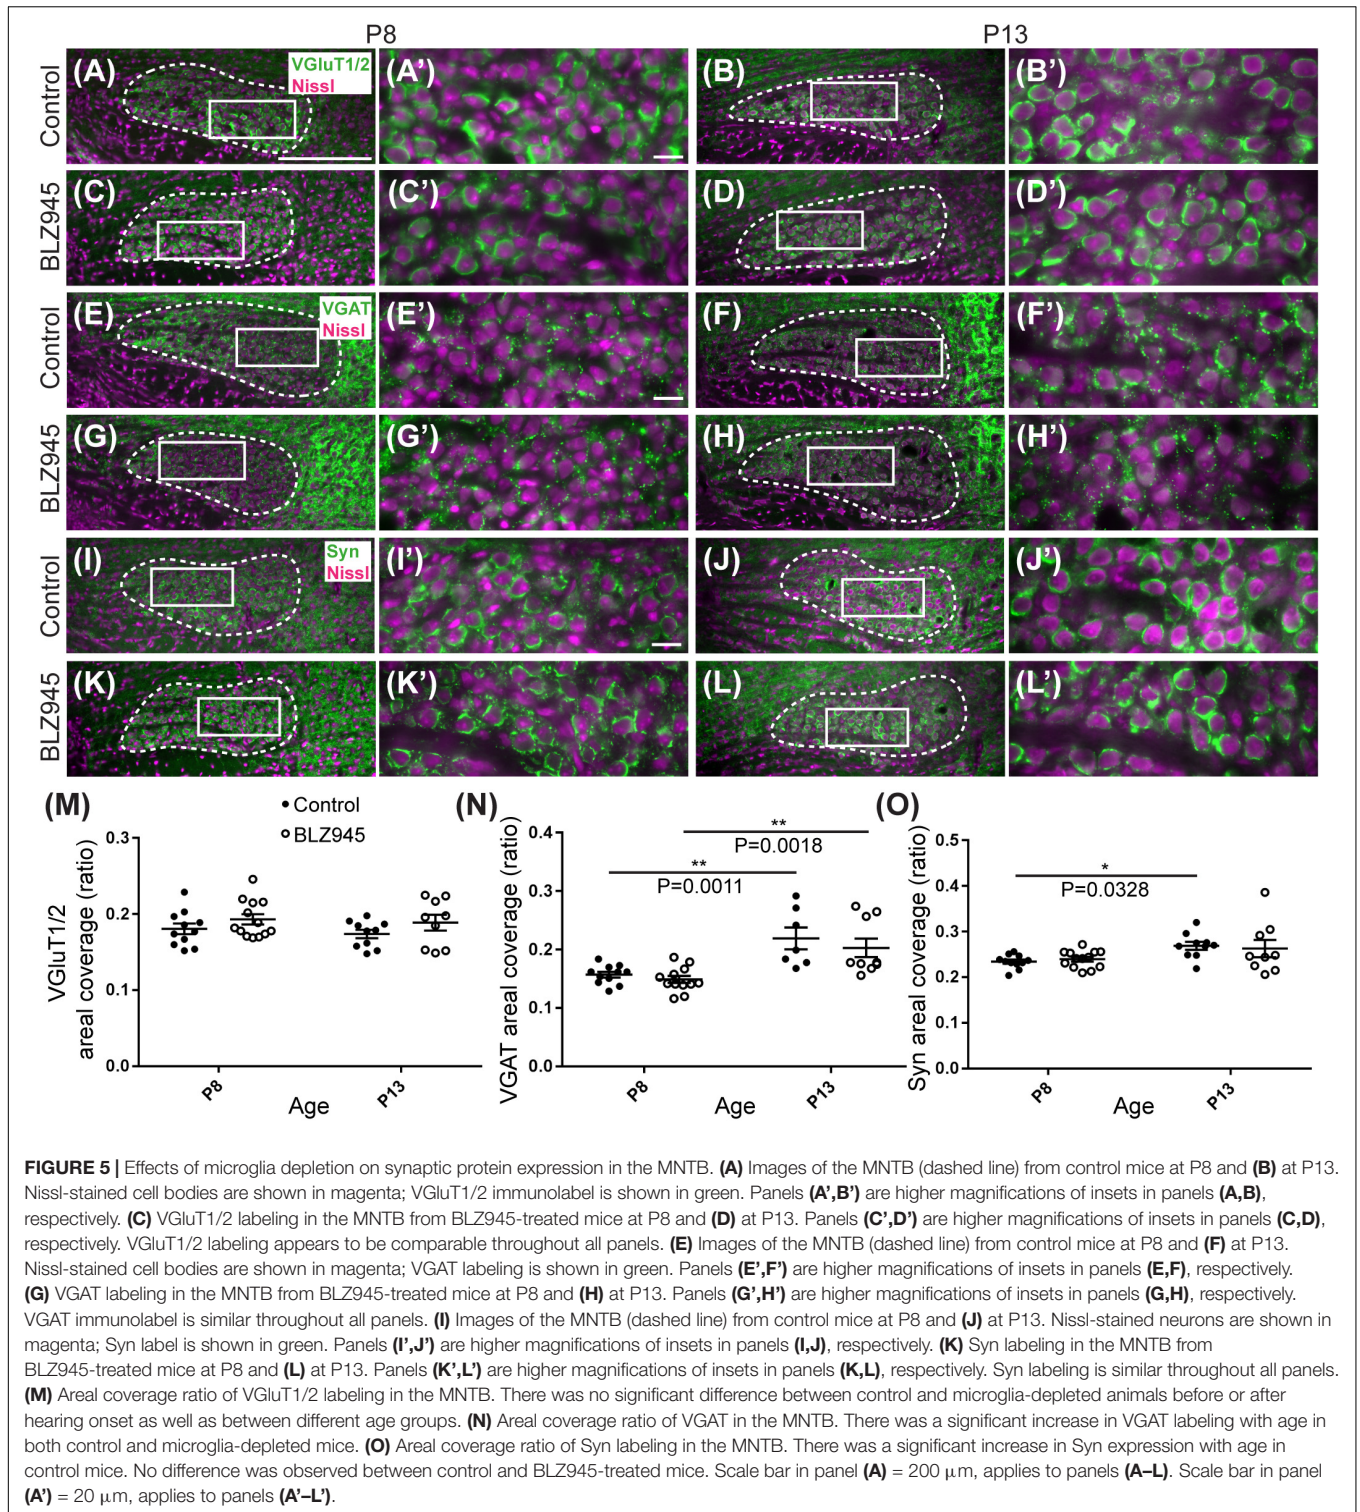 P8 P13
Control
(A) VGluT1/2
Nissl
(A’)
(B)
(B’)
BLZ945
(C)
(C’)
(D)
(D’)
Control
(E) VGAT
Nissl
(E’)
(F)
(F’)
BLZ945
(G)
(G’)
(H)
(H’)
Control
(I) Syn
Nissl
(I’)
(J)
(J’)
BLZ945
(K)
(K’)
(L)
(L’)
(M)
Control
BLZ945
VGluT1/2
areal coverage (ratio)
0.3
0.2
0.1
0.0
P8
P13
Age
(N)
VGAT areal coverage (ratio)
0.4
0.3
0.2
0.1
0.0
**
P=0.0018
**
P=0.0011
P8
P13
Age
(O)
Syn areal coverage (ratio)
0.5
0.4
0.3
0.2
0.1
0.0
*
P=0.0328
P8
P13
Age
FIGURE 5 | Effects of microglia depletion on synaptic protein expression in the MNTB. (A) Images of the MNTB (dashed line) from control mice at P8 and (B) at P13.
Nissl-stained cell bodies are shown in magenta; VGluT1/2 immunolabel is shown in green. Panels (A’,B’) are higher magnifications of insets in panels (A,B),
respectively. (C) VGluT1/2 labeling in the MNTB from BLZ945-treated mice at P8 and (D) at P13. Panels (C’,D’) are higher magnifications of insets in panels (C,D),
respectively. VGluT1/2 labeling appears to be comparable throughout all panels. (E) Images of the MNTB (dashed line) from control mice at P8 and (F) at P13.
Nissl-stained cell bodies are shown in magenta; VGAT labeling is shown in green. Panels (E’,F’) are higher magnifications of insets in panels (E,F), respectively.
(G) VGAT labeling in the MNTB from BLZ945-treated mice at P8 and (H) at P13. Panels (G’,H’) are higher magnifications of insets in panels (G,H), respectively.
VGAT immunolabel is similar throughout all panels. (I) Images of the MNTB (dashed line) from control mice at P8 and (J) at P13. Nissl-stained neurons are shown in
magenta; Syn label is shown in green. Panels (I’,J’) are higher magnifications of insets in panels (I,J), respectively. (K) Syn labeling in the MNTB from
BLZ945-treated mice at P8 and (L) at P13. Panels (K’,L’) are higher magnifications of insets in panels (K,L), respectively. Syn labeling is similar throughout all panels.
(M) Areal coverage ratio of VGluT1/2 labeling in the MNTB. There was no significant difference between control and microglia-depleted animals before or after
hearing onset as well as between different age groups. (N) Areal coverage ratio of VGAT in the MNTB. There was a significant increase in VGAT labeling with age in
both control and microglia-depleted mice. (O) Areal coverage ratio of Syn labeling in the MNTB. There was a significant increase in Syn expression with age in
control mice. No difference was observed between control and BLZ945-treated mice. Scale bar in panel (A) = 200 μm, applies to panels (A–L). Scale bar in panel
(A’) = 20 μm, applies to panels (A’–L’).